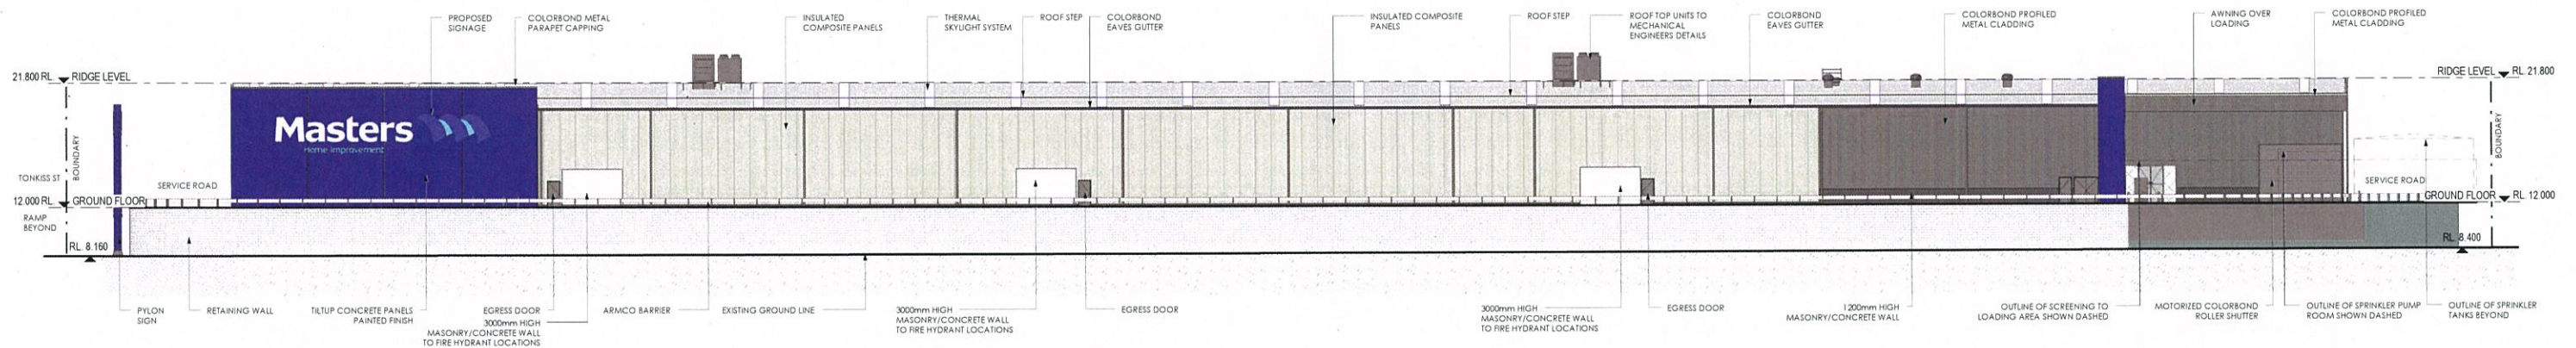 PROPOSED
SIGNAGE
COLORBOND METAL
PARAPET CAPPING
INSULATED
COMPOSITE PANELS
THERMAL
SKYLIGHT SYSTEM
ROOF STEP
COLORBOND
EAVES GUTTER
INSULATED COMPOSITE
PANELS
ROOF STEP
ROOF TOP UNITS TO
MECHANICAL
ENGINEERS DETAILS
COLORBOND
EAVES GUTTER
COLORBOND PROFILED
METAL CLADDING
AWNING OVER
LOADING
COLORBOND PROFILED
METAL CLADDING
21.800 RL
RIDGE LEVEL
RIDGE LEVEL
RL 21.800
BOUNDARY
Masters
Home Improvement
BOUNDARY
TONKISS ST
SERVICE ROAD
SERVICE ROAD
12.000 RL
GROUND FLOOR
GROUND FLOOR
RL 12.000
RAMP
BEYOND
RL 8.160
RL 8.400
PYLON
SIGN
RETAINING WALL
TILTUP CONCRETE PANELS
PAINTED FINISH
EGRESS DOOR
3000mm HIGH
MASONRY/CONCRETE WALL
TO FIRE HYDRANT LOCATIONS
ARMCO BARRIER
EXISTING GROUND LINE
3000mm HIGH
MASONRY/CONCRETE WALL
TO FIRE HYDRANT LOCATIONS
EGRESS DOOR
3000mm HIGH
MASONRY/CONCRETE WALL
TO FIRE HYDRANT LOCATIONS
EGRESS DOOR
1200mm HIGH
MASONRY/CONCRETE WALL
OUTLINE OF SCREENING TO
LOADING AREA SHOWN DASHED
MOTORIZED COLORBOND
ROLLER SHUTTER
OUTLINE OF SPRINKLER PUMP
ROOM SHOWN DASHED
OUTLINE OF SPRINKLER
TANKS BEYOND